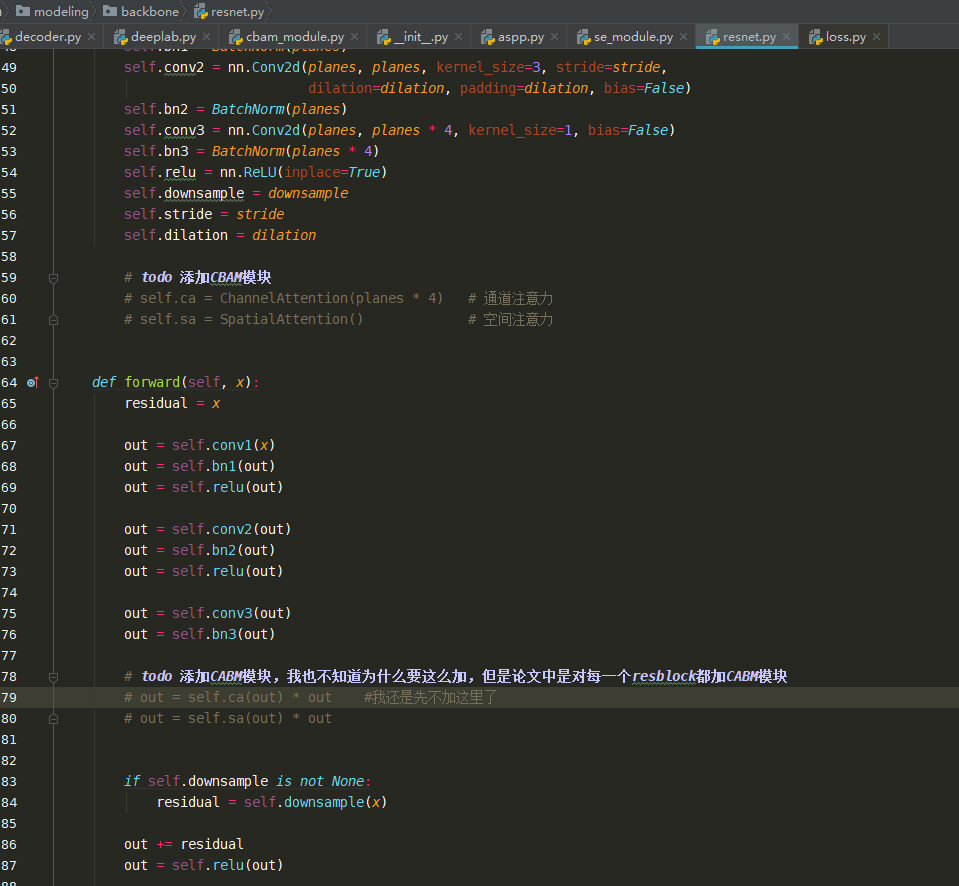 modeling backbone resnet.py
decoder.py deeplab.py cbam_module.py __init__.py aspp.py se_module.py resnet.py loss.py
49 self.conv2 = nn.Conv2d(planes, planes, kernel_size=3, stride=stride,
50 dilation=dilation, padding=dilation, bias=False)
51 self.bn2 = BatchNorm(planes)
52 self.conv3 = nn.Conv2d(planes, planes * 4, kernel_size=1, bias=False)
53 self.bn3 = BatchNorm(planes * 4)
54 self.relu = nn.ReLU(inplace=True)
55 self.downsample = downsample
56 self.stride = stride
57 self.dilation = dilation
58
59 # todo 添加CBAM模块
60 # self.ca = ChannelAttention(planes * 4) # 通道注意力
61 # self.sa = SpatialAttention() # 空间注意力
62
63
64 def forward(self, x):
65 residual = x
66
67 out = self.conv1(x)
68 out = self.bn1(out)
69 out = self.relu(out)
70
71 out = self.conv2(out)
72 out = self.bn2(out)
73 out = self.relu(out)
74
75 out = self.conv3(out)
76 out = self.bn3(out)
77
78 # todo 添加CABM模块，我也不知道为什么要这么加，但是论文中是对每一个resblock都加CABM模块
79 # out = self.ca(out) * out #我还是先不加这里了
80 # out = self.sa(out) * out
81
82
83 if self.downsample is not None:
84 residual = self.downsample(x)
85
86 out += residual
87 out = self.relu(out)